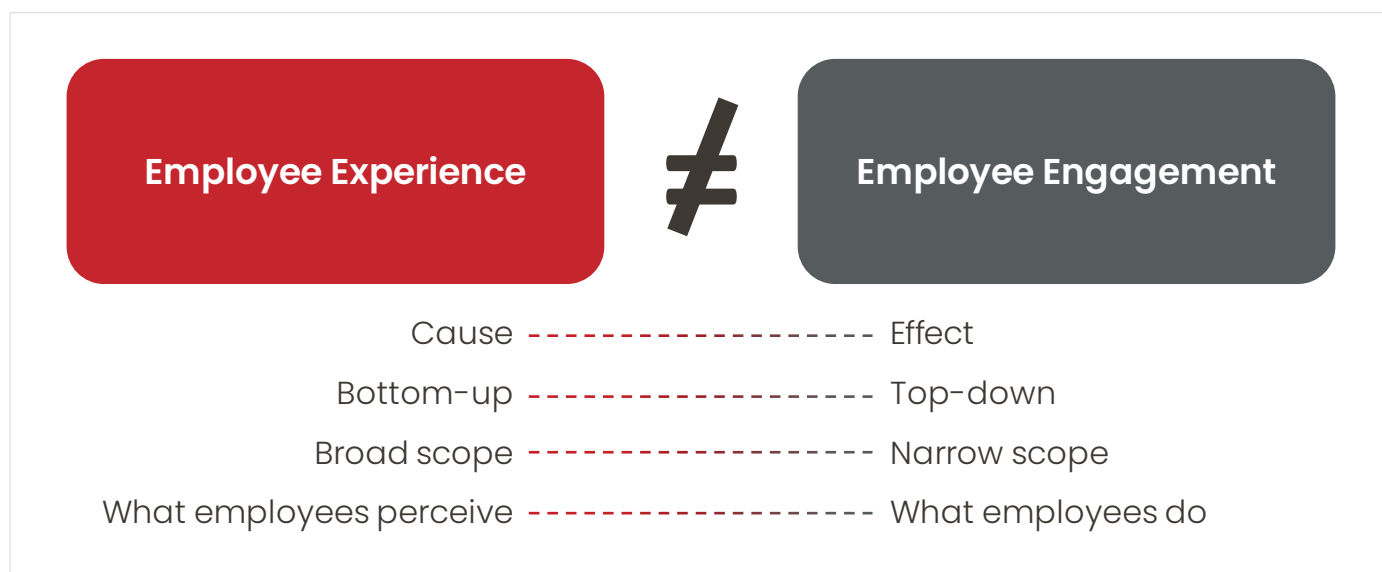 Employee Experience ≠ Employee Engagement
Cause Effect
Bottom-up Top-down
Broad scope Narrow scope
What employees perceive What employees do